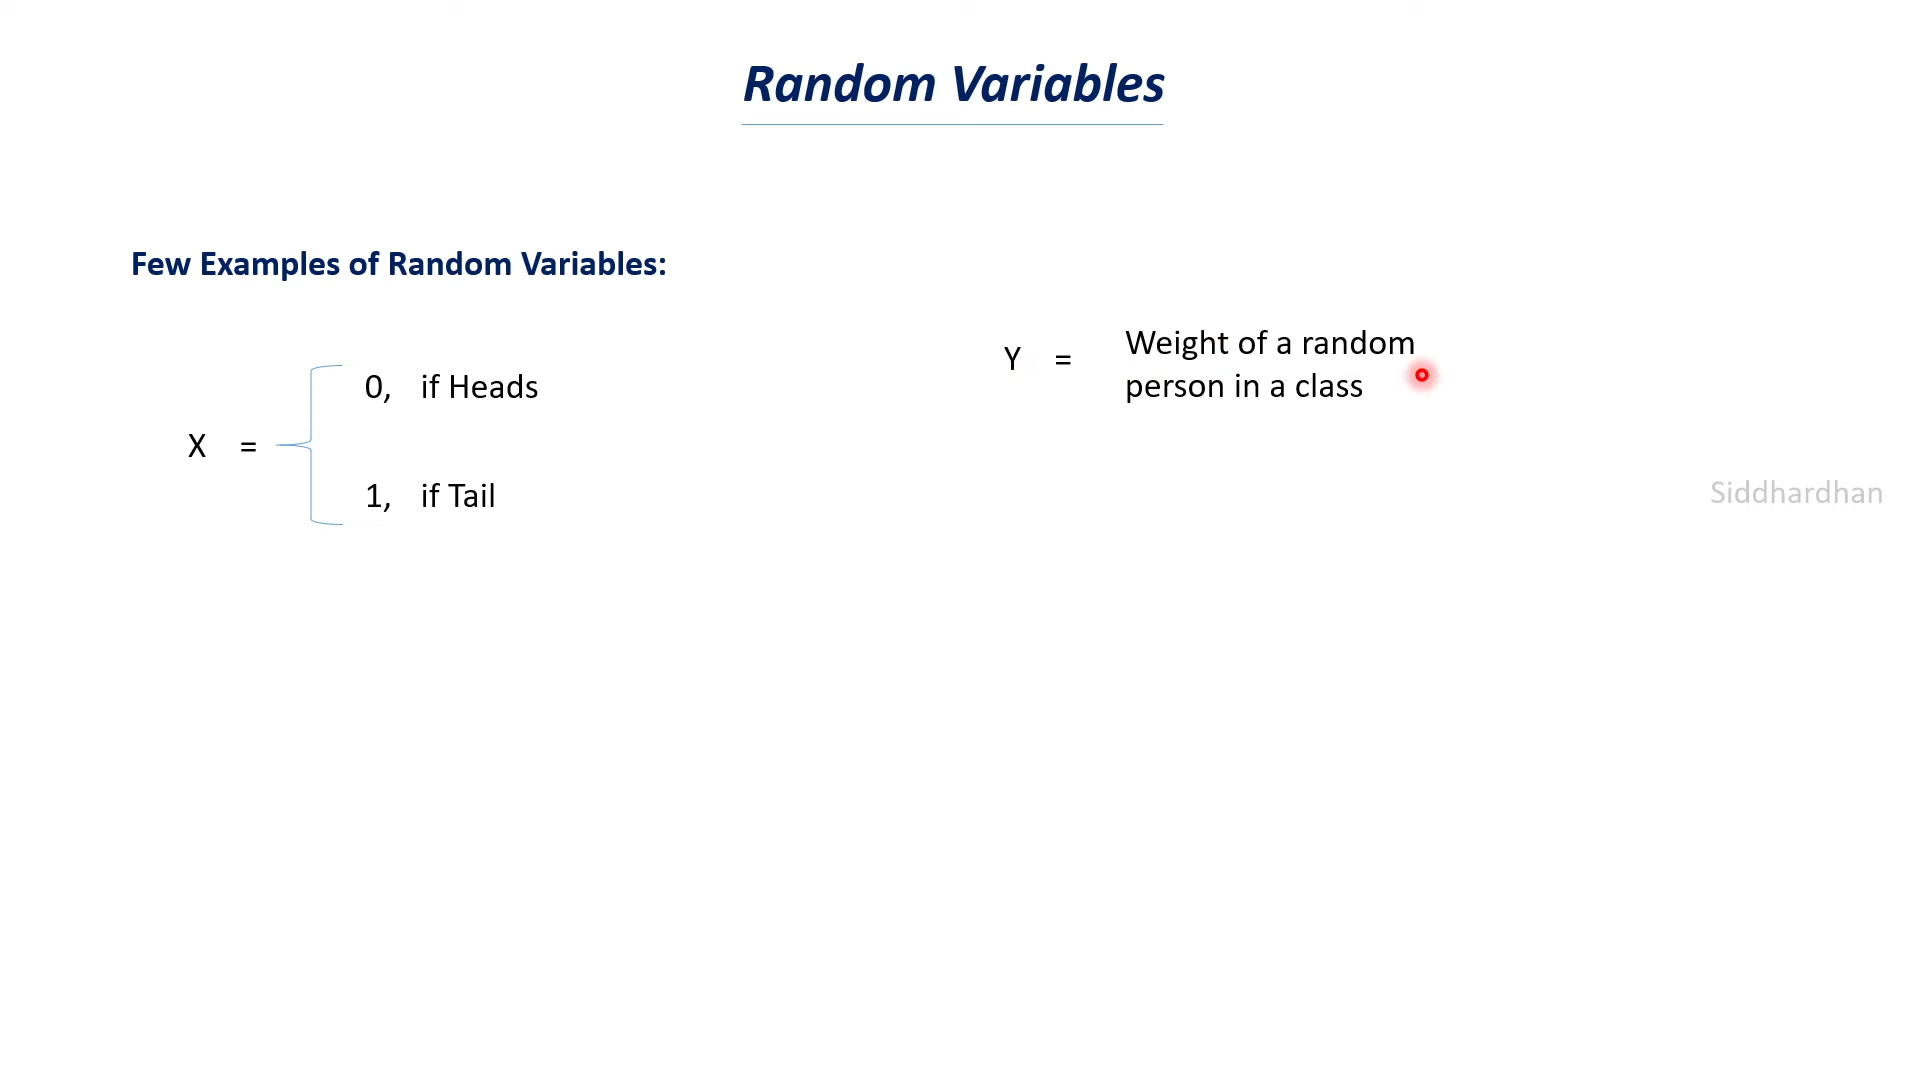 Random Variables
Few Examples of Random Variables:
X = 0, if Heads
1, if Tail
Y = Weight of a random
person in a class
Siddhardhan